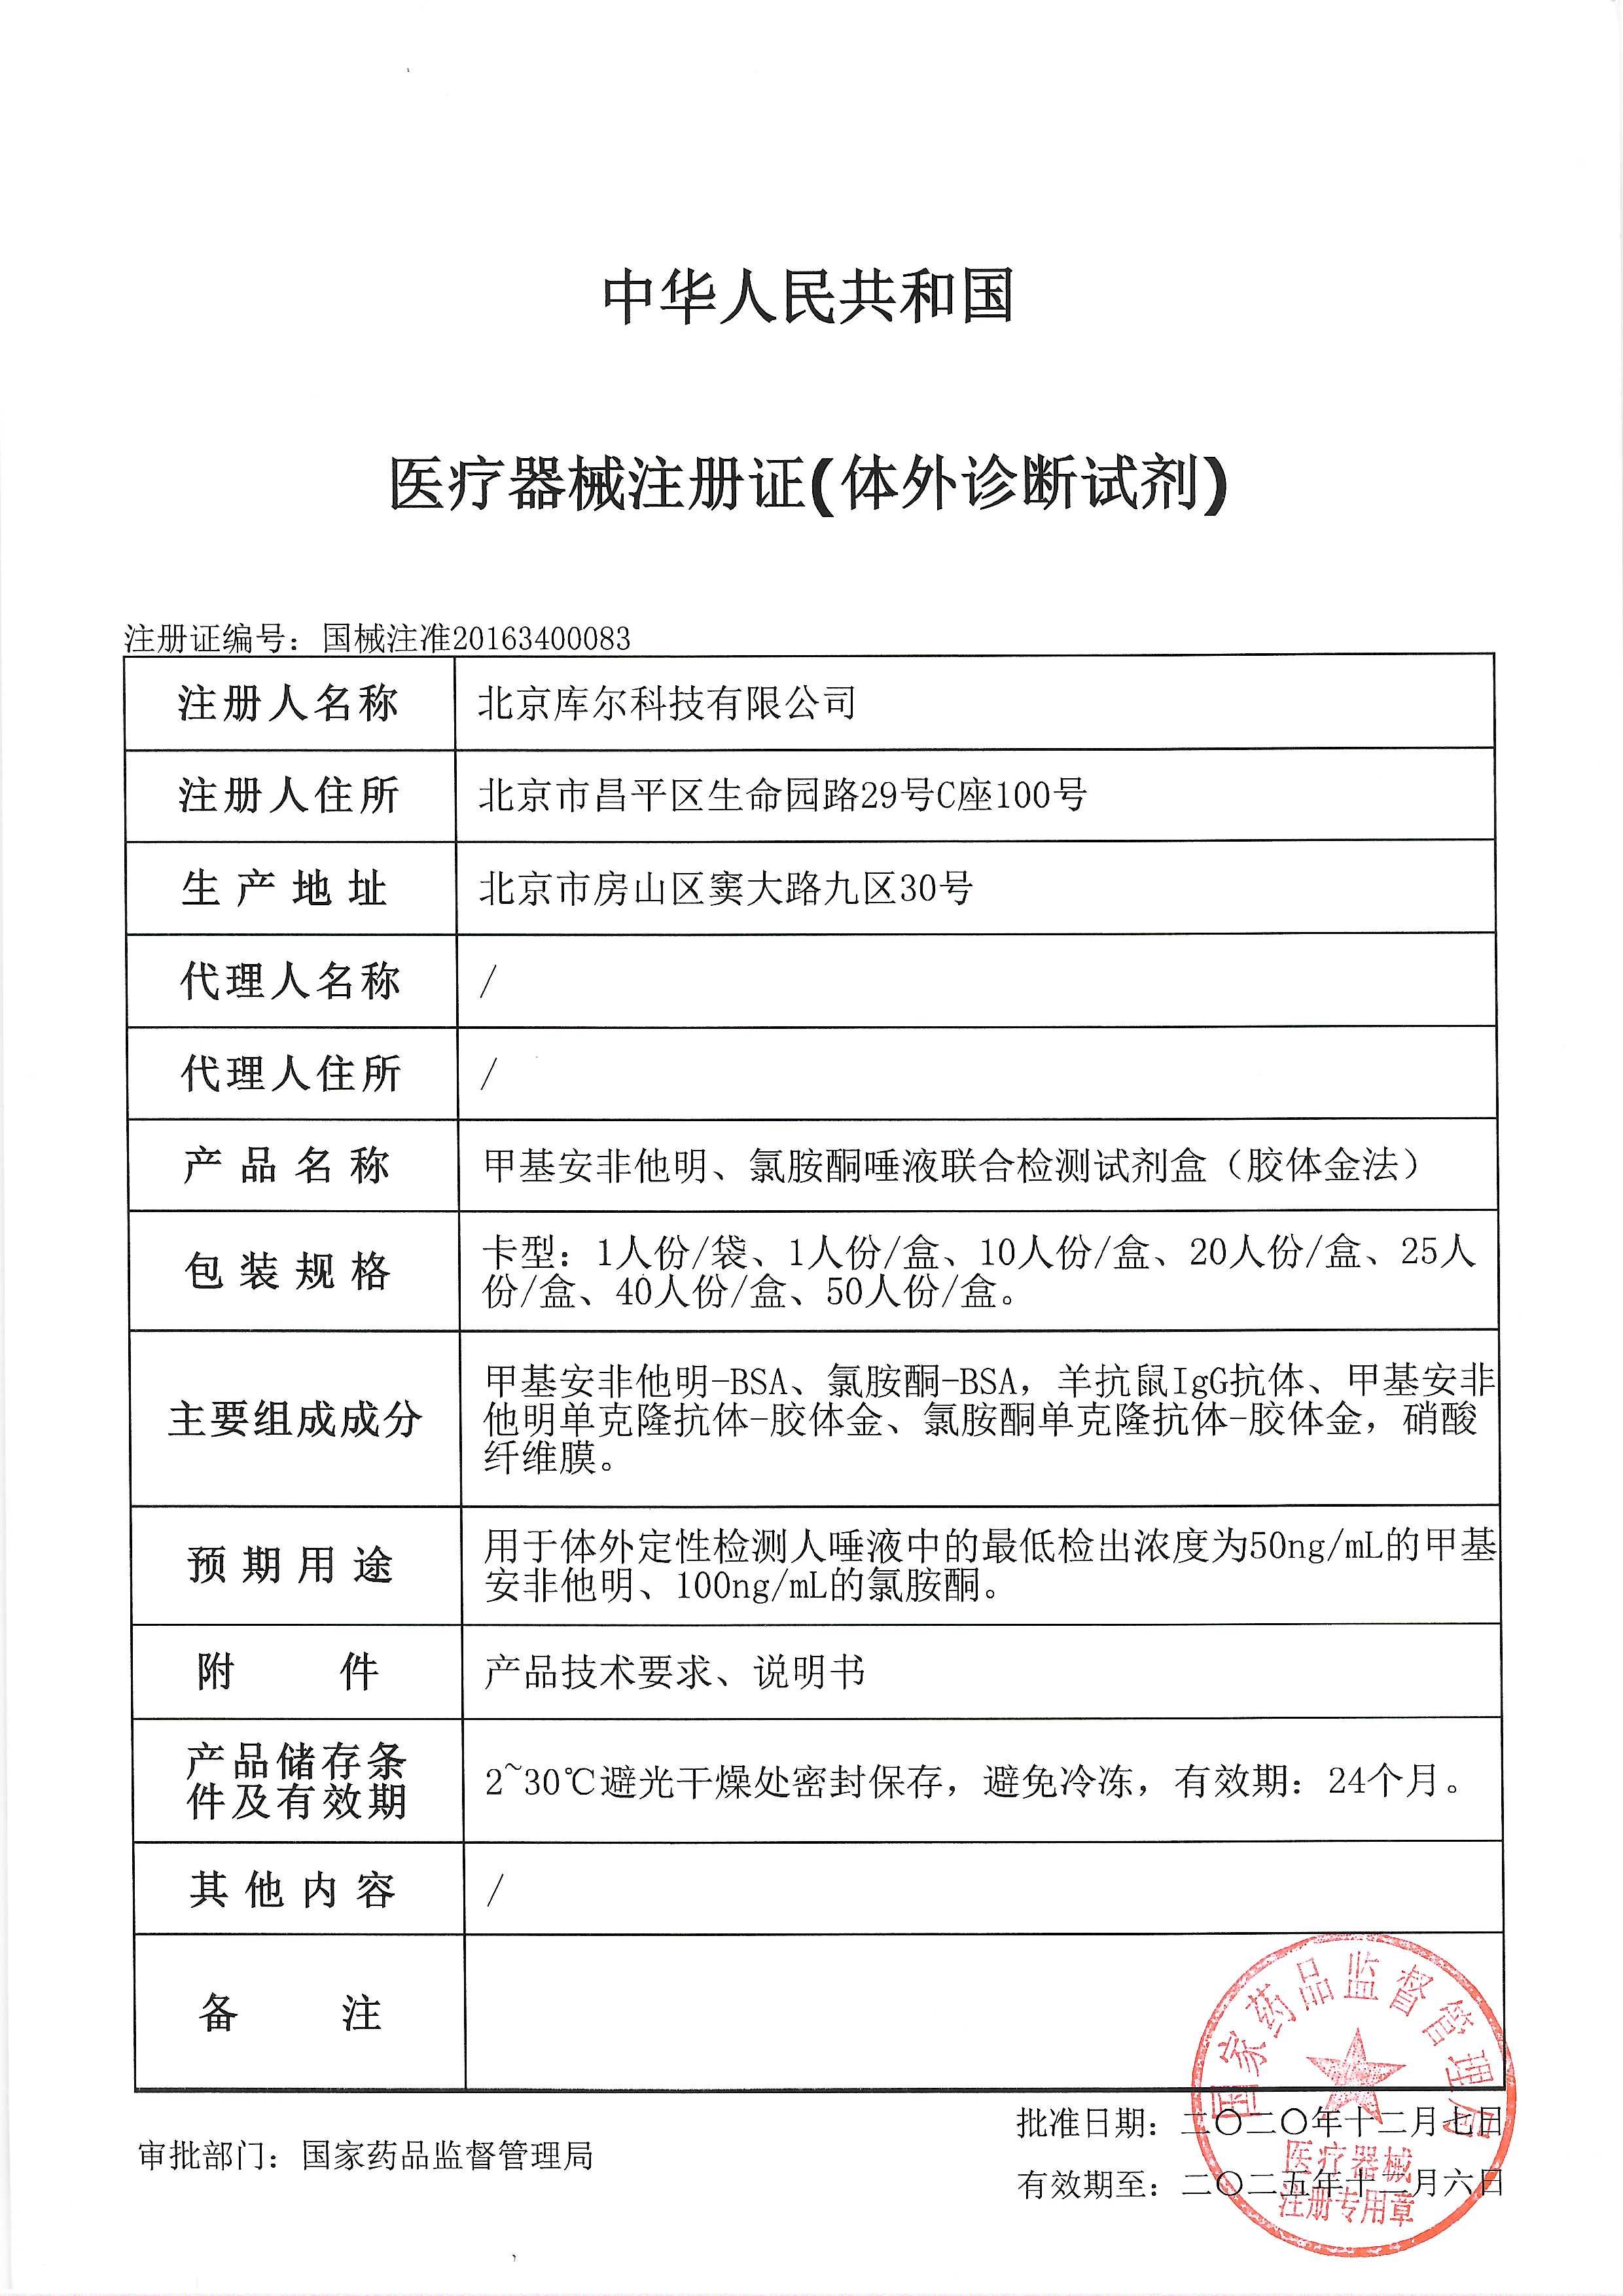 中华人民共和国
医疗器械注册证(体外诊断试剂)
注册证编号：国械注准20163400083
注册人名称 北京库尔科技有限公司
注册人住所 北京市昌平区生命园路29号C座100号
生产地址 北京市房山区窦大路九区30号
代理人名称 /
代理人住所 /
产品名称 甲基安非他明、氯胺酮唾液联合检测试剂盒（胶体金法）
包装规格 卡型：1人份/袋、1人份/盒、10人份/盒、20人份/盒、25人
份/盒、40人份/盒、50人份/盒。
主要组成成分 甲基安非他明-BSA、氯胺酮-BSA，羊抗鼠IgG抗体、甲基安非
他明单克隆抗体-胶体金、氯胺酮单克隆抗体-胶体金，硝酸
纤维膜。
预期用途 用于体外定性检测人唾液中的最低检出浓度为50ng/mL的甲基
安非他明、100ng/mL的氯胺酮。
附件 产品技术要求、说明书
产品储存条
件及有效期 2~30℃避光干燥处密封保存，避免冷冻，有效期：24个月。
其他内容 /
备注
审批部门：国家药品监督管理局
批准日期：二〇二〇年十二月七日
有效期至：二〇二五年十二月六日
国家药品监督管理局
医疗器械
注册专用章